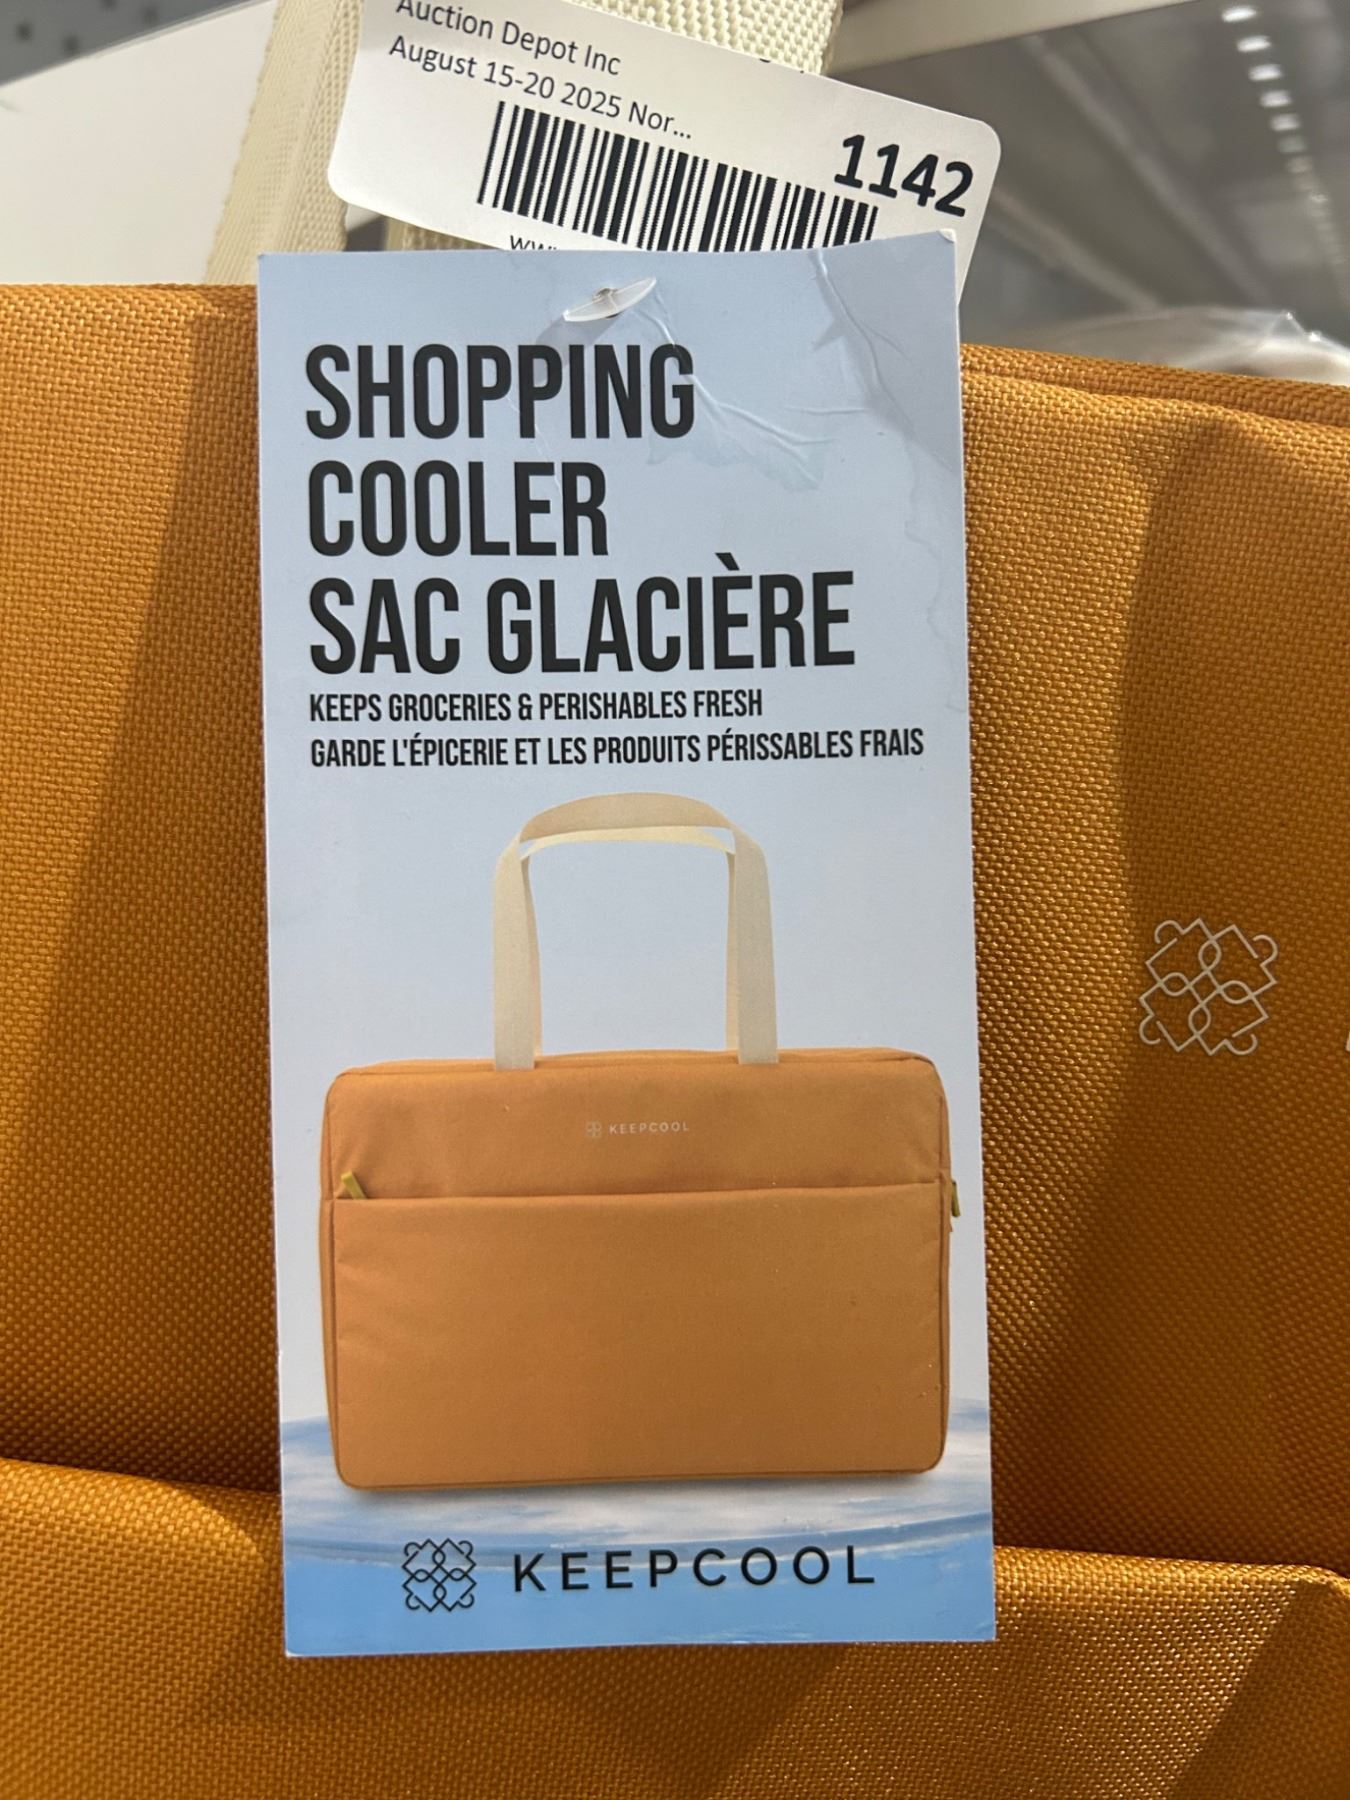 Auction Depot Inc
August 15-20 2025 Nor...
1142
SHOPPING
COOLER
SAC GLACIÈRE
KEEPS GROCERIES & PERISHABLES FRESH
GARDE L'ÉPICERIE ET LES PRODUITS PÉRISSABLES FRAIS
KEEPCOOL
KEEPCOOL